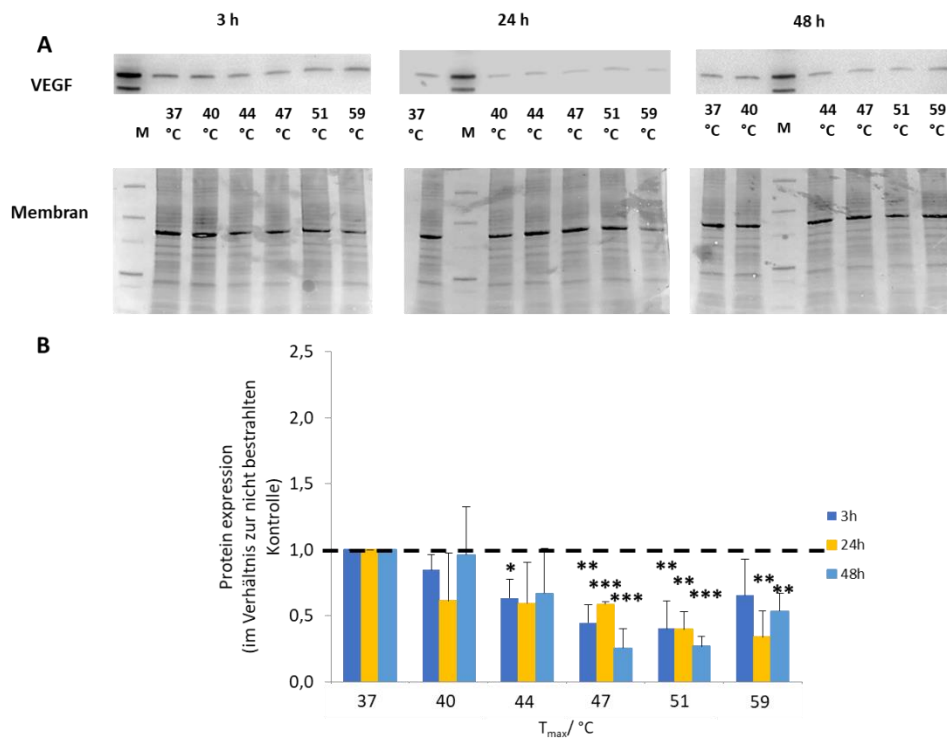 3 h 24 h 48 h
A
VEGF
37 40 44 47 51 59 37 40 44 47 51 59 37 40 44 47 51 59
M °C °C °C °C °C °C °C M °C °C °C °C °C °C °C M °C °C °C °C
Membran
B
Protein expression
(im Verhältnis zur nicht bestrahlten
Kontrolle)
2,5
2,0
1,5
1,0
0,5
0,0
*
**
***
***
**
**
***
**
**
3h
24h
48h
37 40 44 47 51 59
Tmax/ °C